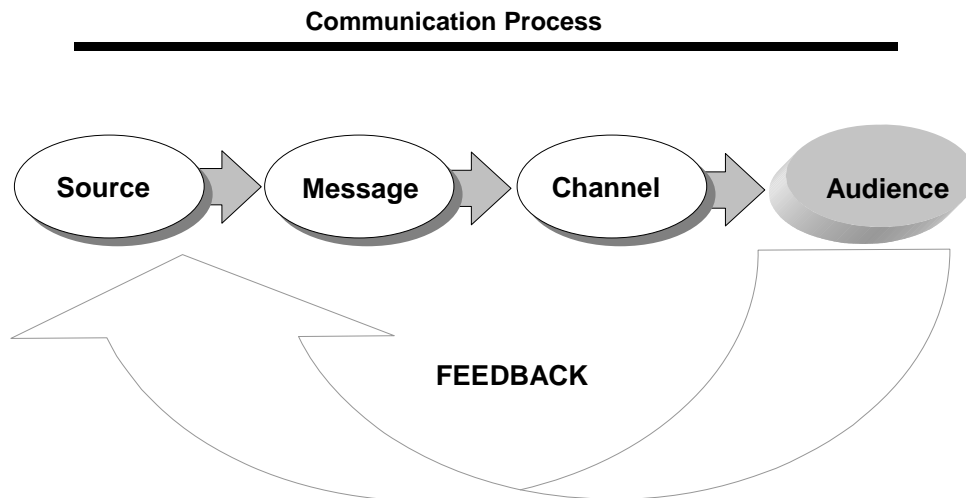 Communication Process
Source
Message
Channel
Audience
FEEDBACK